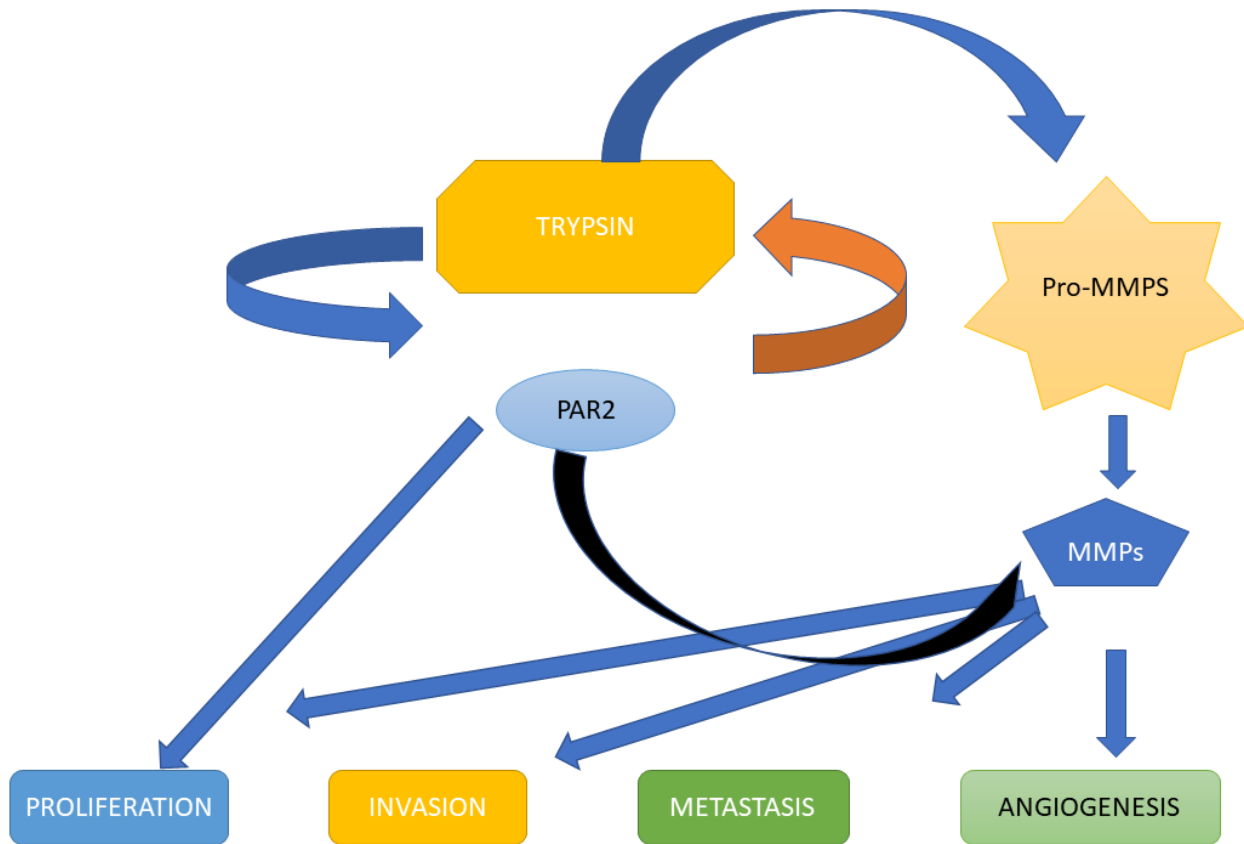 TRYPSIN
Pro-MMPS
PAR2
MMPs
PROLIFERATION
INVASION
METASTASIS
ANGIOGENESIS